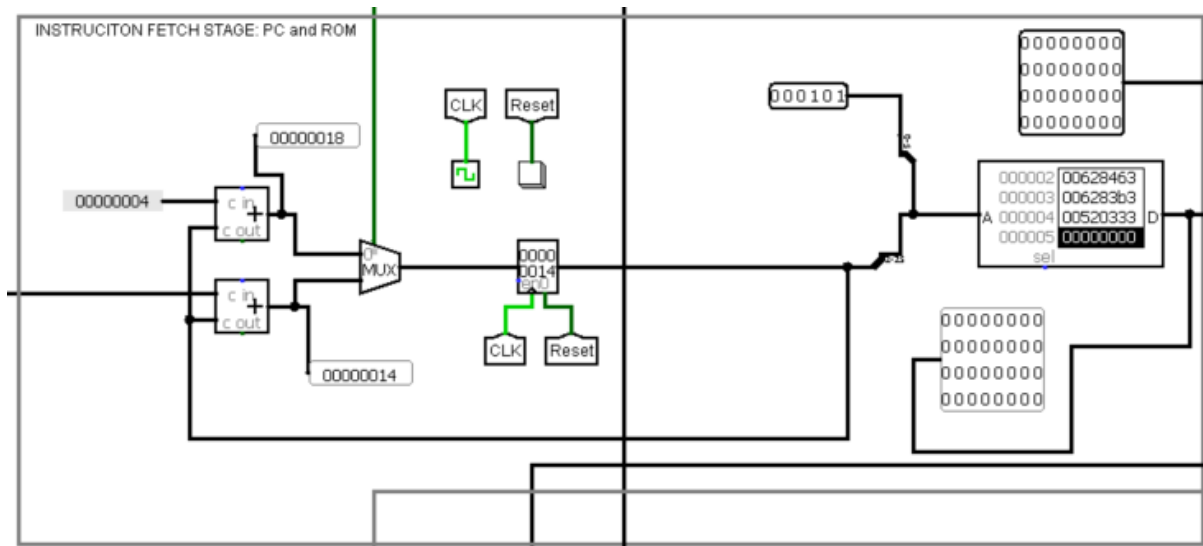 INSTRUCITON FETCH STAGE: PC and ROM
00000000
00000000
00000000
00000000
CLK
Reset
000101
00000018
00000004
c in
+
c out
0
MUX
0000
0014
en0
000002 00628463
000003 006283b3
A 000004 00520333 D
000005 00000000
sel
c in
+
c out
00000014
CLK
Reset
00000000
00000000
00000000
00000000